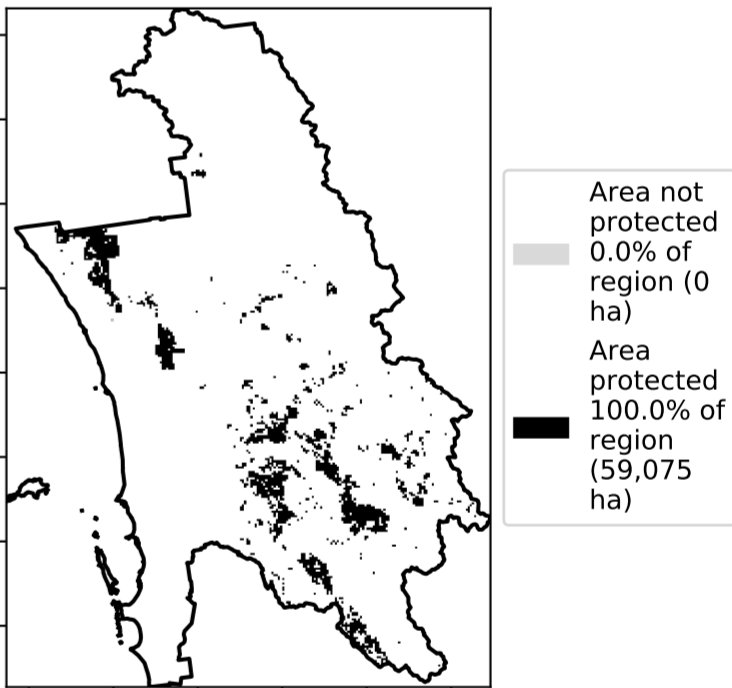 Area not
protected
0.0% of
region (0
ha)
Area
protected
100.0% of
region
(59,075
ha)